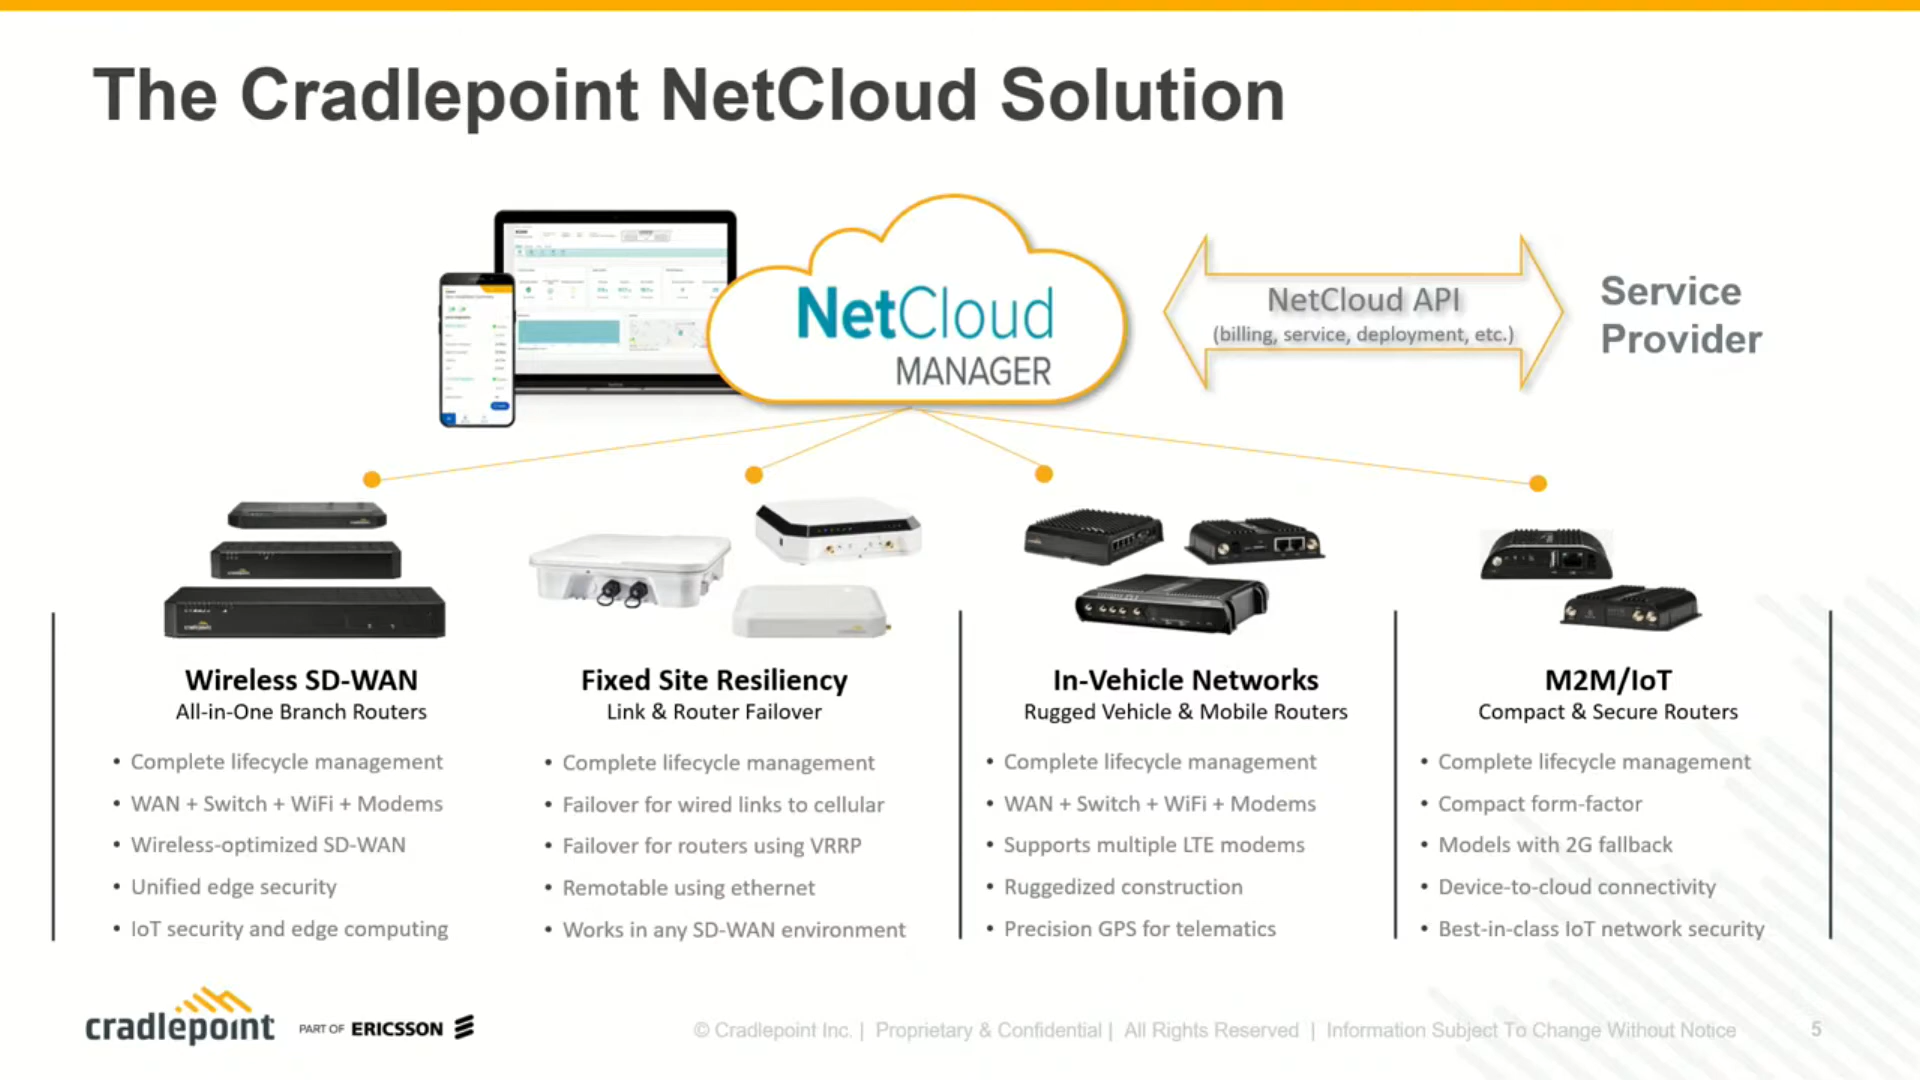 The Cradlepoint NetCloud Solution
NetCloud
MANAGER
NetCloud API
(billing, service, deployment, etc.)
Service
Provider
Wireless SD-WAN
All-in-One Branch Routers
• Complete lifecycle management
• WAN + Switch + WiFi + Modems
• Wireless-optimized SD-WAN
• Unified edge security
• IoT security and edge computing
Fixed Site Resiliency
Link & Router Failover
• Complete lifecycle management
• Failover for wired links to cellular
• Failover for routers using VRRP
• Remotable using ethernet
• Works in any SD-WAN environment
In-Vehicle Networks
Rugged Vehicle & Mobile Routers
• Complete lifecycle management
• WAN + Switch + WiFi + Modems
• Supports multiple LTE modems
• Ruggedized construction
• Precision GPS for telematics
M2M/IoT
Compact & Secure Routers
• Complete lifecycle management
• Compact form-factor
• Models with 2G fallback
• Device-to-cloud connectivity
• Best-in-class IoT network security
cradlepoint PART OF ERICSSON
© Cradlepoint Inc. | Proprietary & Confidential | All Rights Reserved | Information Subject To Change Without Notice 5